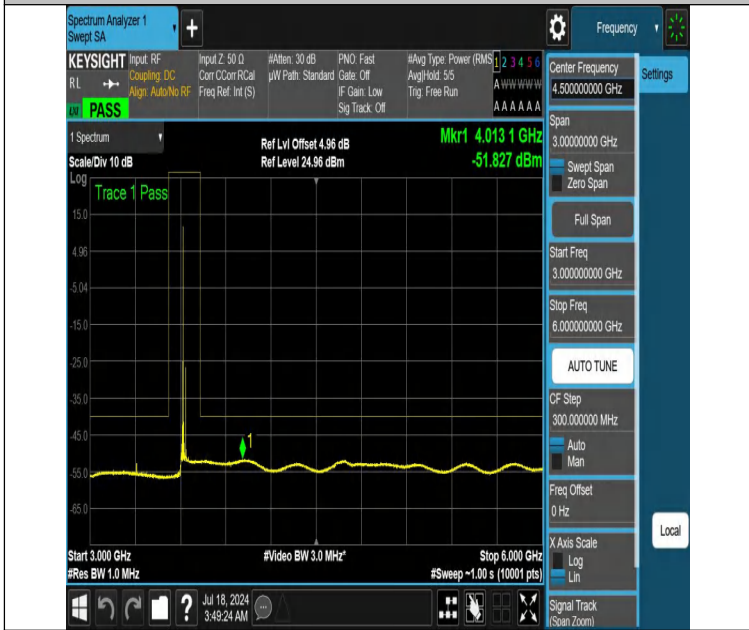 Spectrum Analyzer 1
Swept SA
+
Frequency
KEYSIGHT
RL
PASS
Input: RF
Coupling: DC
Align: Auto/No RF
Input Z: 50 Ω
Corr CCorr RCal
Freq Ref: Int (S)
#Atten: 30 dB
µW Path: Standard
PNO: Fast
Gate: Off
IF Gain: Low
Sig Track: Off
#Avg Type: Power (RMS
Avg|Hold: 5/5
Trig: Free Run
1 2 3 4 5 6
A W W W W W
A A A A A A
1 Spectrum
Scale/Div 10 dB
Ref Lvl Offset 4.96 dB
Ref Level 24.96 dBm
Mkr1 4.013 1 GHz
-51.827 dBm
Log
Trace 1 Pass
15.0
4.96
-5.04
-15.0
-25.0
-35.0
-45.0
-55.0
-65.0
1
Start 3.000 GHz
#Res BW 1.0 MHz
#Video BW 3.0 MHz*
Stop 6.000 GHz
#Sweep ~1.00 s (10001 pts)
Jul 18, 2024
3:49:24 AM
Center Frequency
4.500000000 GHz
Settings
Span
3.00000000 GHz
Swept Span
Zero Span
Full Span
Start Freq
3.000000000 GHz
Stop Freq
6.000000000 GHz
AUTO TUNE
CF Step
300.000000 MHz
Auto
Man
Freq Offset
0 Hz
X Axis Scale
Log
Lin
Local
Signal Track
(Span Zoom)